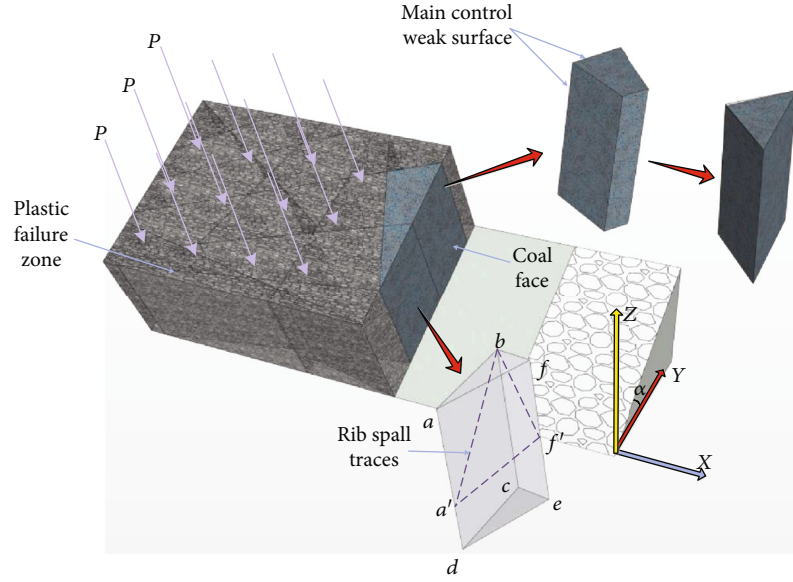 Main control
weak surface
P
P
P
Plastic
failure
zone
Coal
face
Z
b
f
Y
α
a
Rib spall
traces
f'
X
c
a'
e
d